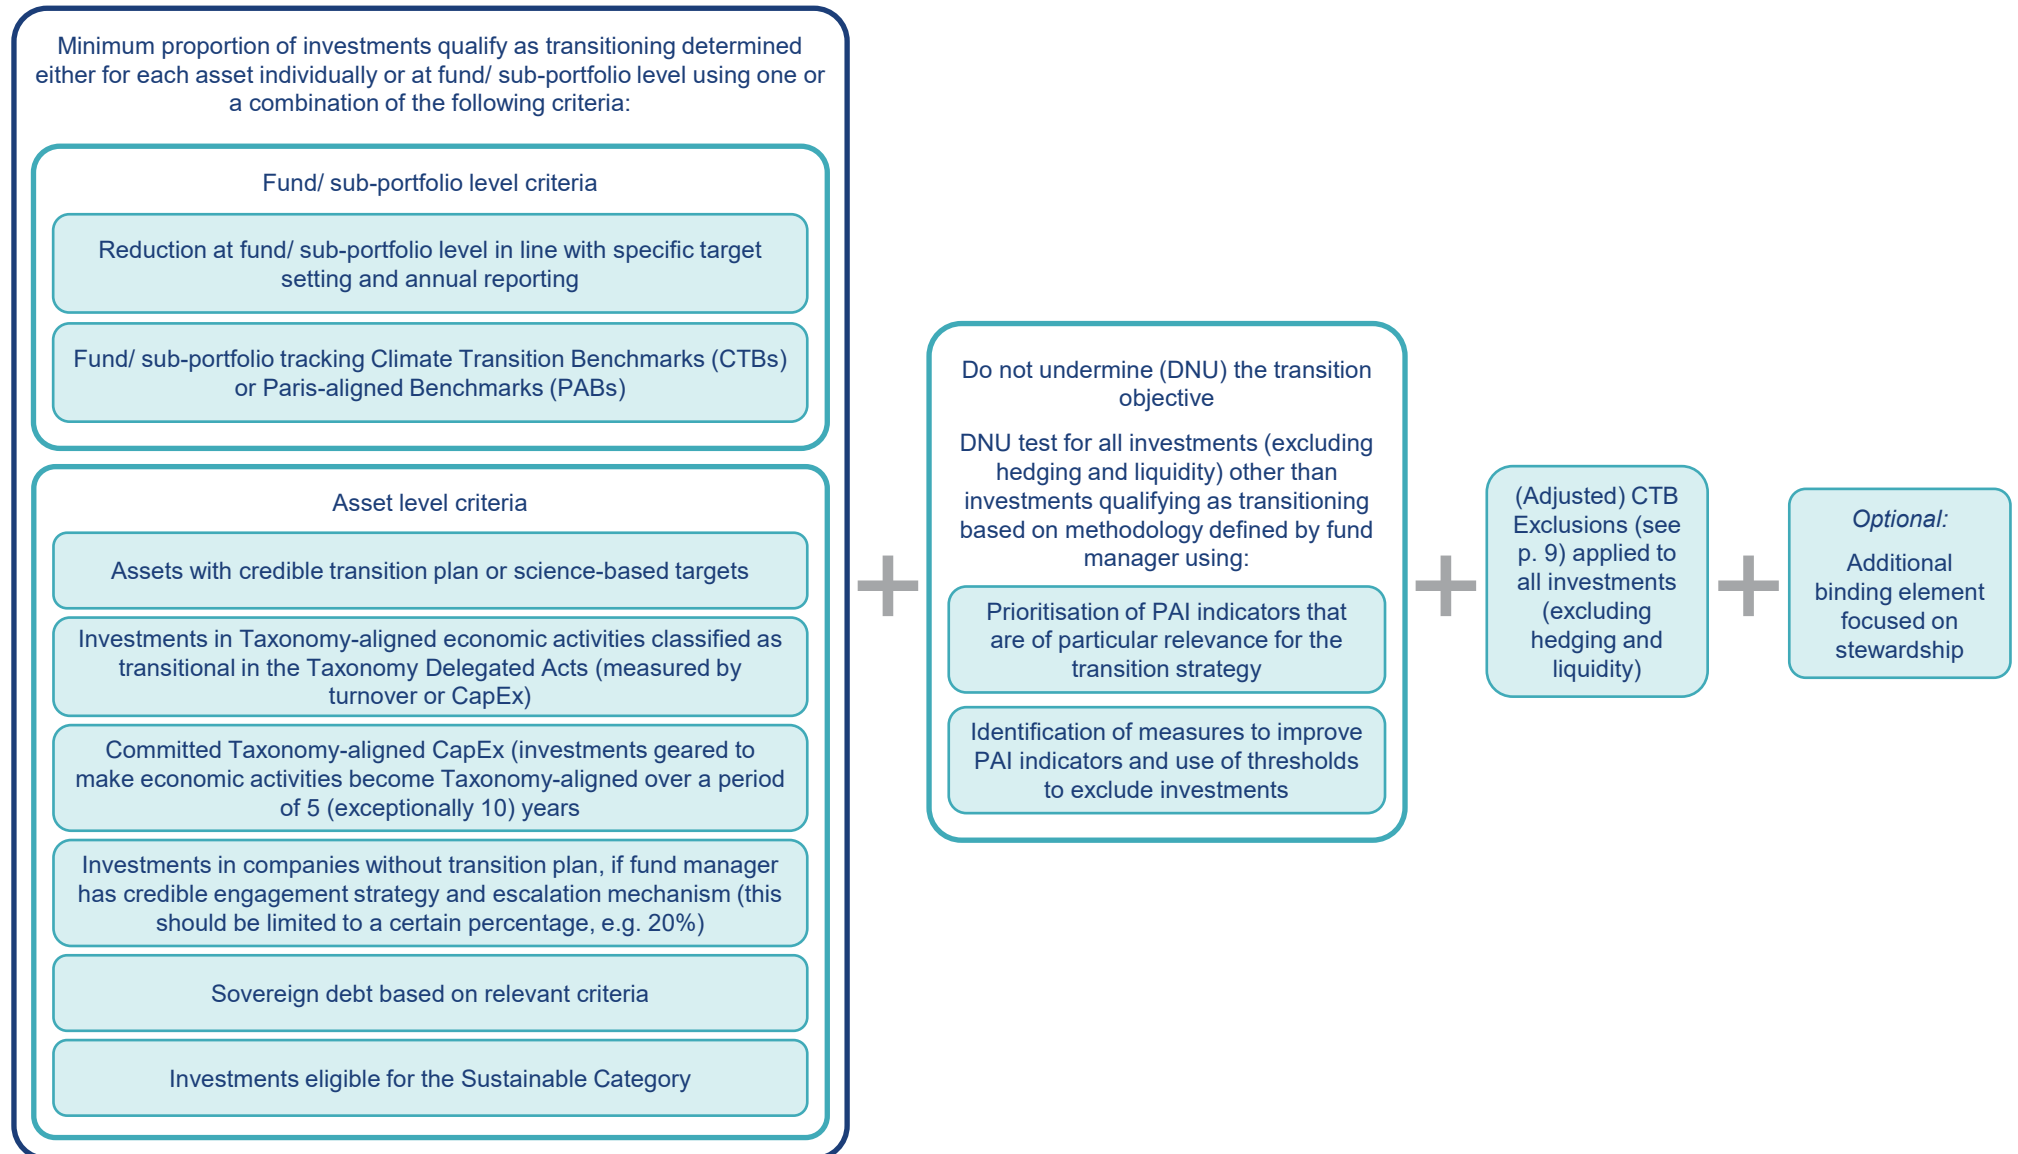 Minimum proportion of investments qualify as transitioning determined
either for each asset individually or at fund/ sub-portfolio level using one or
a combination of the following criteria:
Fund/ sub-portfolio level criteria
Reduction at fund/ sub-portfolio level in line with specific target
setting and annual reporting
Fund/ sub-portfolio tracking Climate Transition Benchmarks (CTBs)
or Paris-aligned Benchmarks (PABs)
Asset level criteria
Assets with credible transition plan or science-based targets
Investments in Taxonomy-aligned economic activities classified as
transitional in the Taxonomy Delegated Acts (measured by
turnover or CapEx)
Committed Taxonomy-aligned CapEx (investments geared to
make economic activities become Taxonomy-aligned over a period
of 5 (exceptionally 10) years
Investments in companies without transition plan, if fund manager
has credible engagement strategy and escalation mechanism (this
should be limited to a certain percentage, e.g. 20%)
Sovereign debt based on relevant criteria
Investments eligible for the Sustainable Category
+
Do not undermine (DNU) the transition
objective
DNU test for all investments (excluding
hedging and liquidity) other than
investments qualifying as transitioning
based on methodology defined by fund
manager using:
Prioritisation of PAI indicators that
are of particular relevance for the
transition strategy
Identification of measures to improve
PAI indicators and use of thresholds
to exclude investments
+
(Adjusted) CTB
Exclusions (see
p. 9) applied to
all investments
(excluding
hedging and
liquidity)
+
Optional:
Additional
binding element
focused on
stewardship